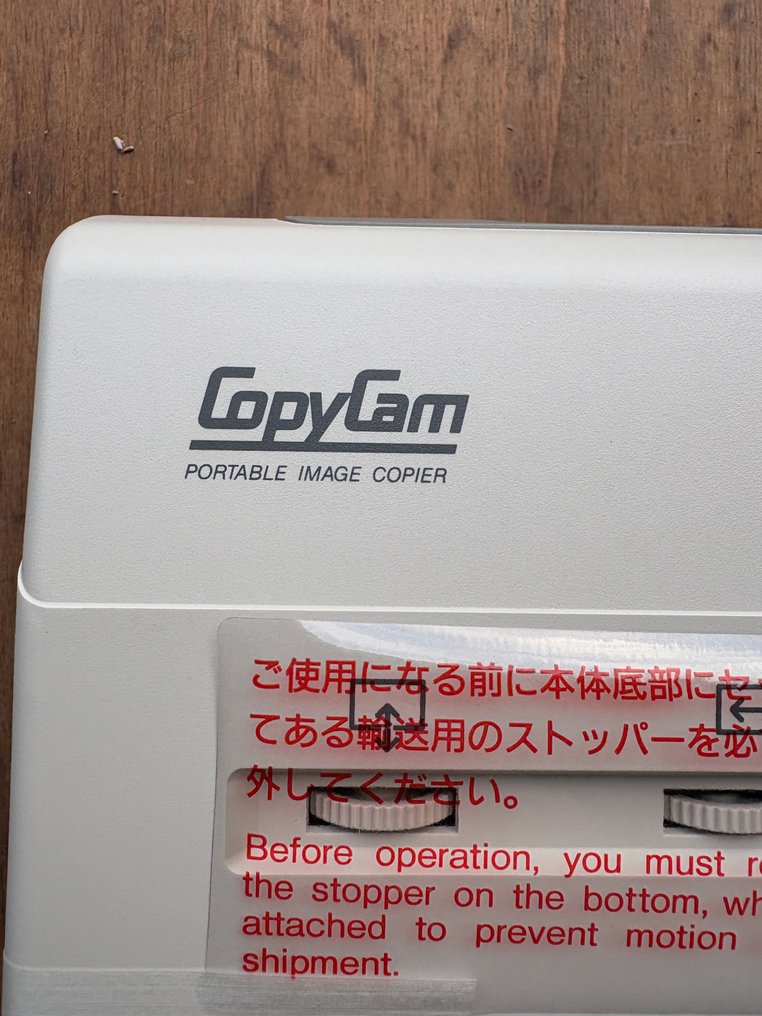 CopyCam
PORTABLE IMAGE COPIER
ご使用になる前に本体底部にセッ
てある輸送用のストッパーを必
外してください。
Before operation, you must
the stopper on the bottom,
attached to prevent motion
shipment.